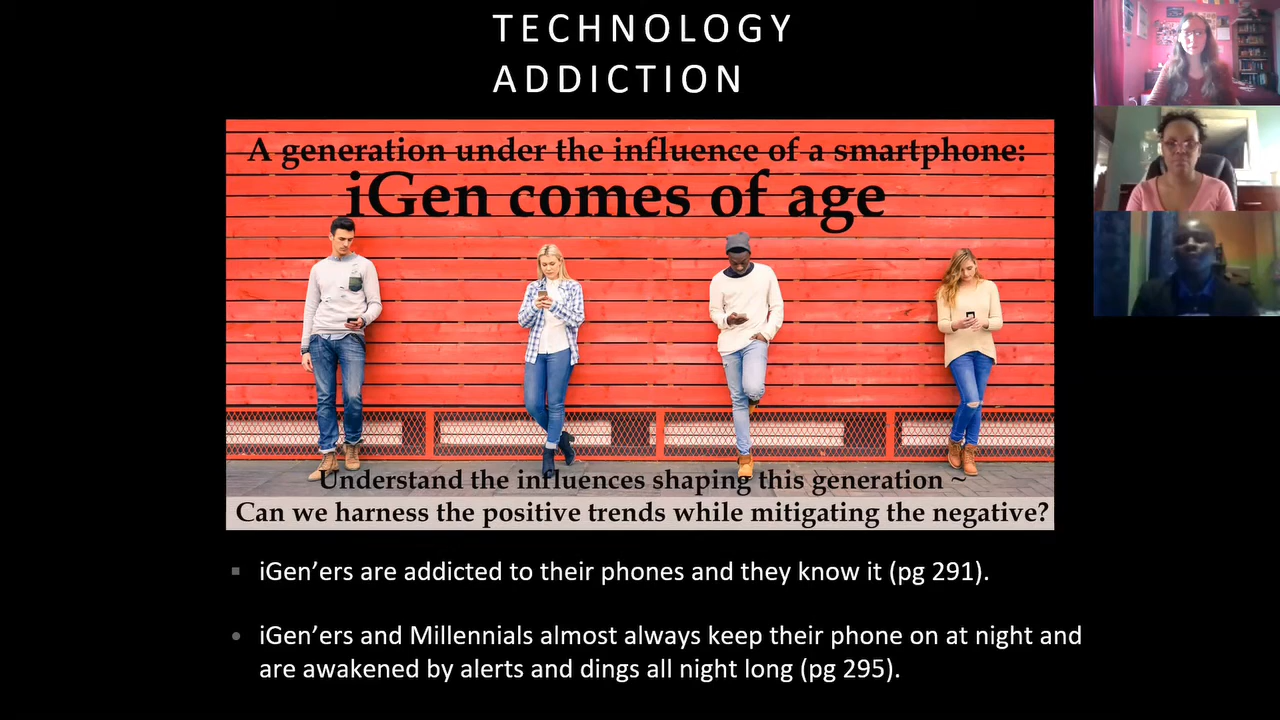 TECHNOLOGY
ADDICTION
A generation under the influence of a smartphone:
iGen comes of age
Understand the influences shaping this generation ~
Can we harness the positive trends while mitigating the negative?
iGen’ers are addicted to their phones and they know it (pg 291).
iGen’ers and Millennials almost always keep their phone on at night and
are awakened by alerts and dings all night long (pg 295).